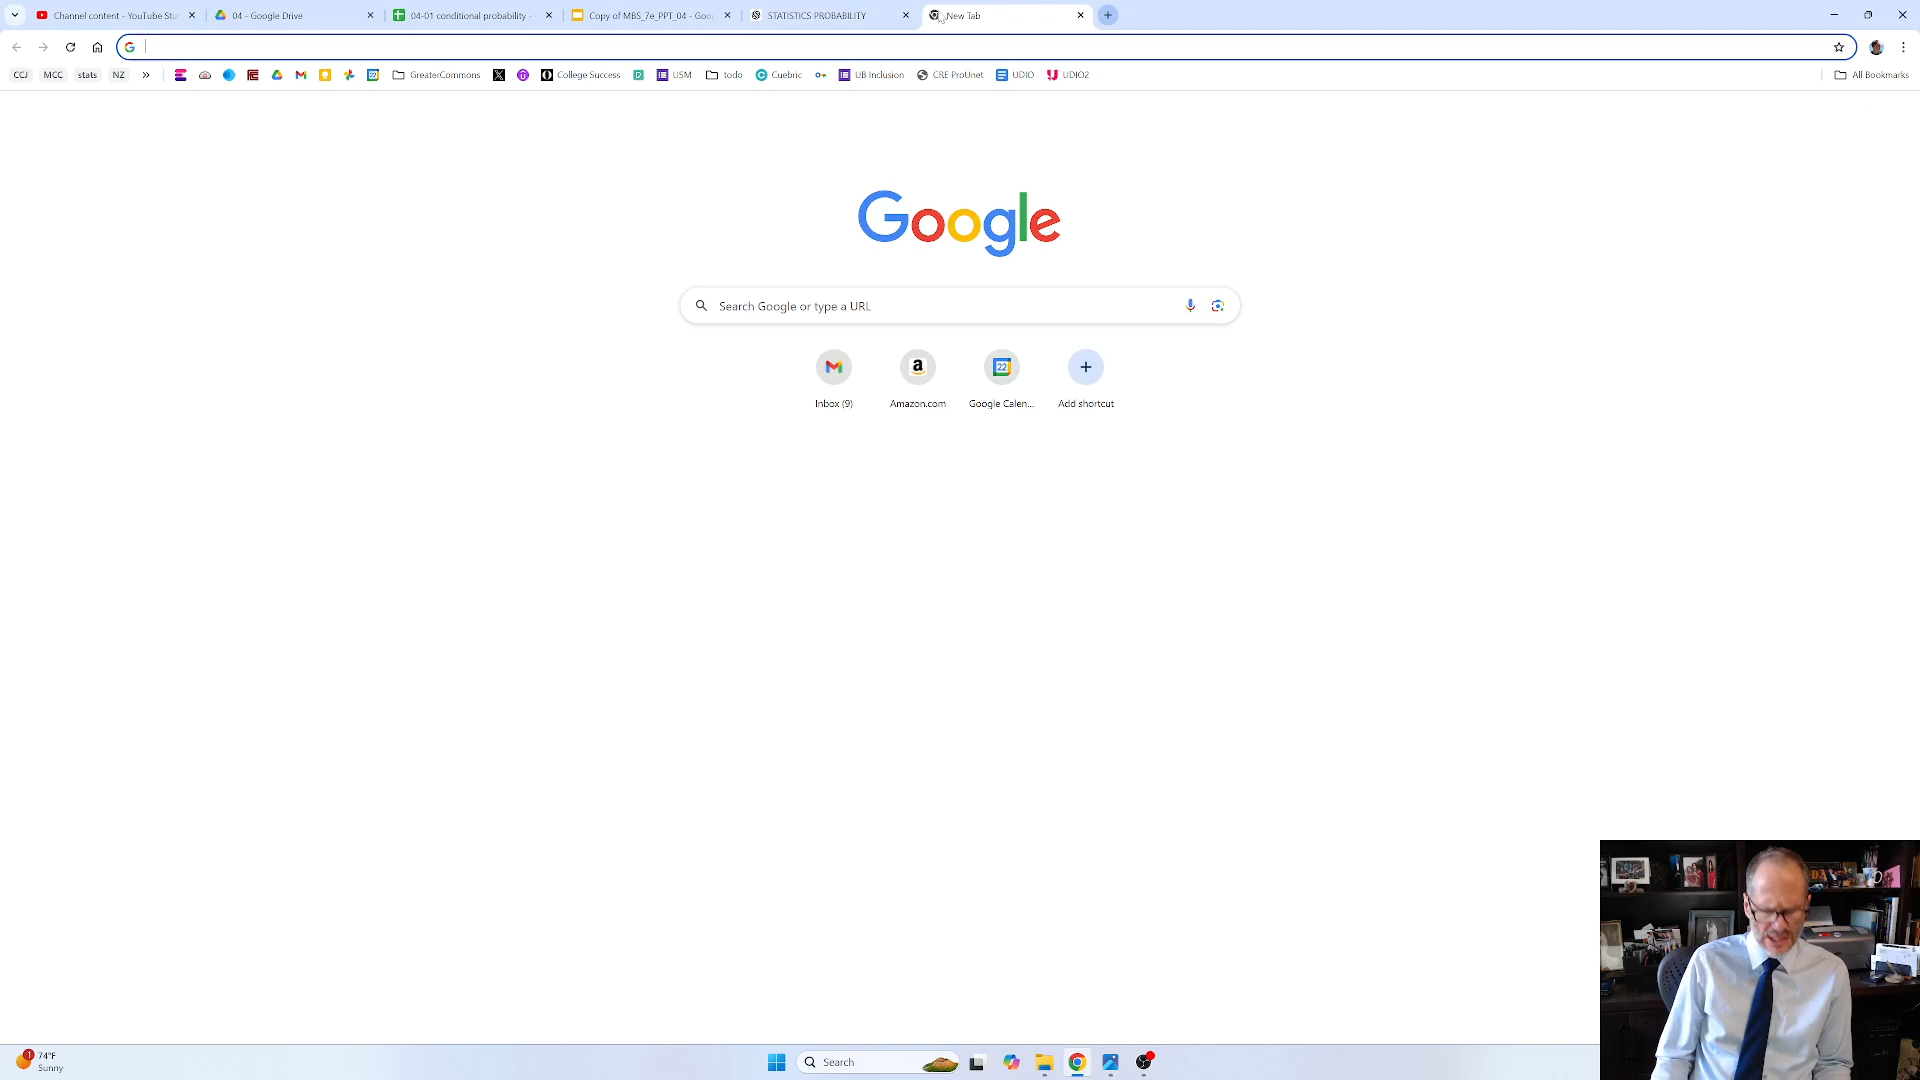 Channel content - YouTube Stu
04 - Google Drive
04-01 conditional probability -
Copy of MBS_7e_PPT_04 - Goo
STATISTICS PROBABILITY
New Tab
CCJ
MCC
stats
NZ
GreaterCommons
College Success
USM
todo
Cuebric
UB Inclusion
CRE ProUnet
UDIO
UDIO2
All Bookmarks
Google
Search Google or type a URL
22
Inbox (9)
Amazon.com
Google Calen...
Add shortcut
1
74°F
Sunny
Search